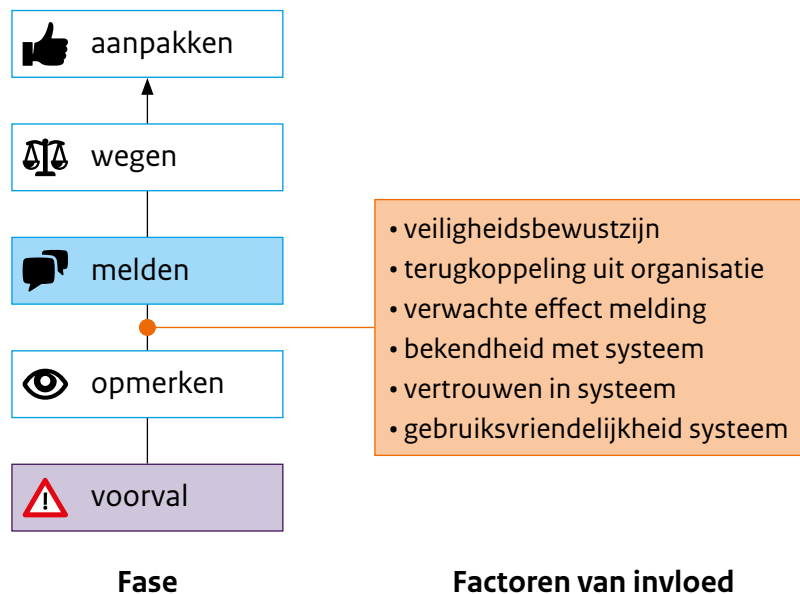 aanpakken
wegen
melden
opmerken
voorval
• veiligheidsbewustzijn
• terugkoppeling uit organisatie
• verwachte effect melding
• bekendheid met systeem
• vertrouwen in systeem
• gebruiksvriendelijkheid systeem
Fase
Factoren van invloed